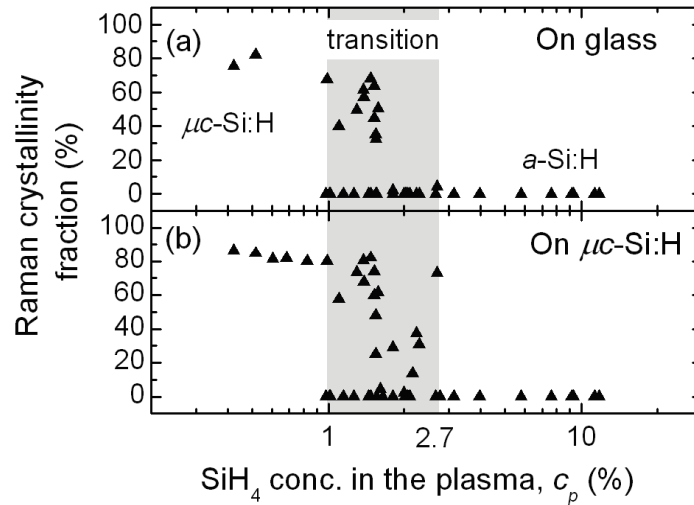 Raman crystallinity
fraction (%)
100
80
60
40
20
0
(a)
transition
On glass
μc-Si:H
a-Si:H
100
80
60
40
20
0
(b)
On μc-Si:H
1
2.7
10
SiH₄ conc. in the plasma, cₚ (%)